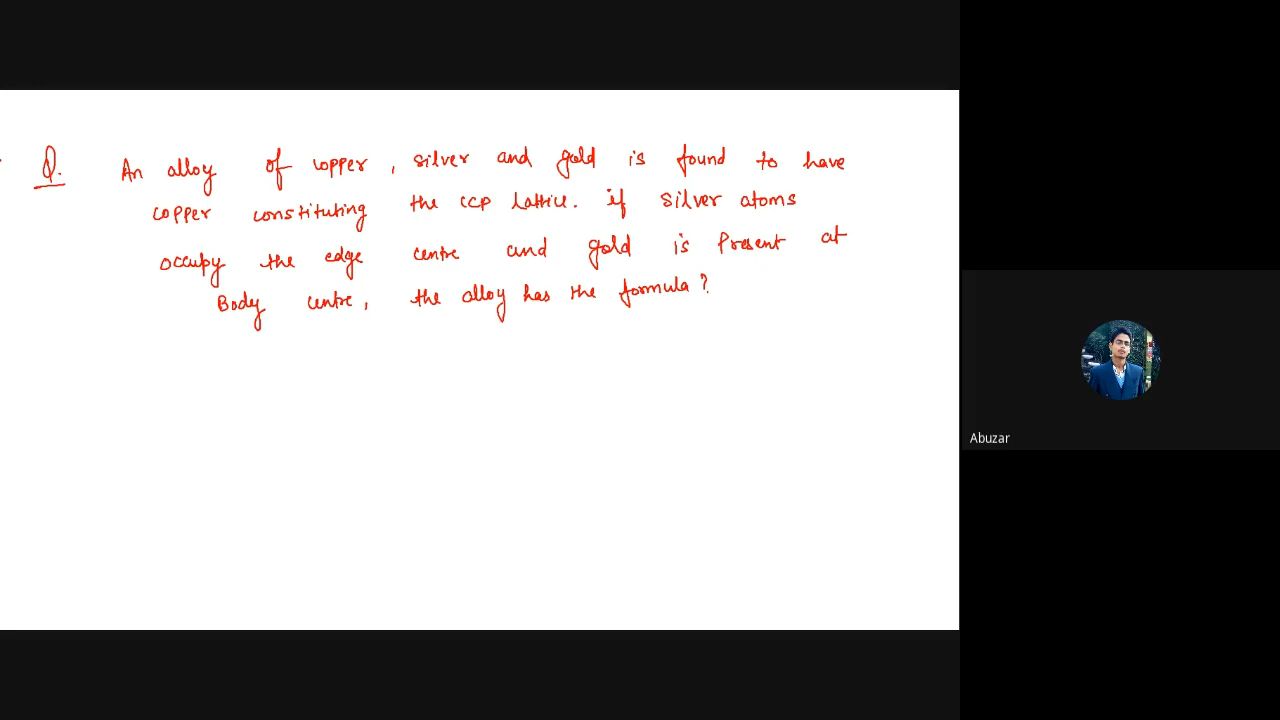 Q. An alloy of copper, silver and gold is found to have
copper constituting the CCP lattice. if silver atoms
occupy the edge centre and gold is Present at
Body centre, the alloy has the formula?
Abuzar